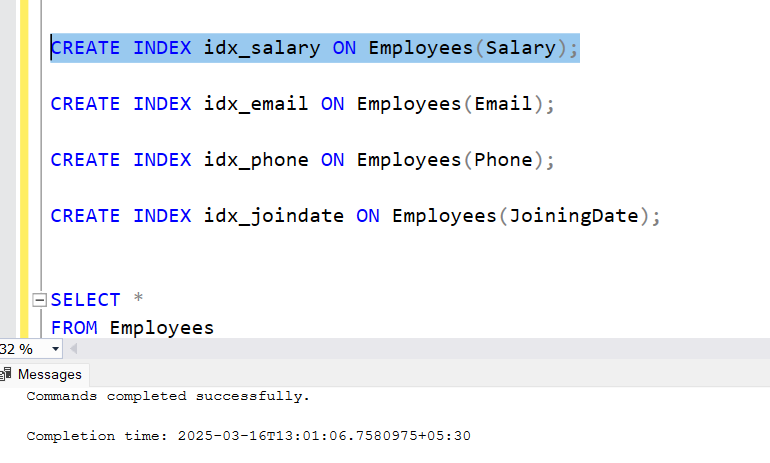 CREATE INDEX idx_salary ON Employees(Salary);
CREATE INDEX idx_email ON Employees(Email);
CREATE INDEX idx_phone ON Employees(Phone);
CREATE INDEX idx_joindate ON Employees(JoiningDate);
SELECT *
FROM Employees
32 %
Messages
Commands completed successfully.
Completion time: 2025-03-16T13:01:06.7580975+05:30